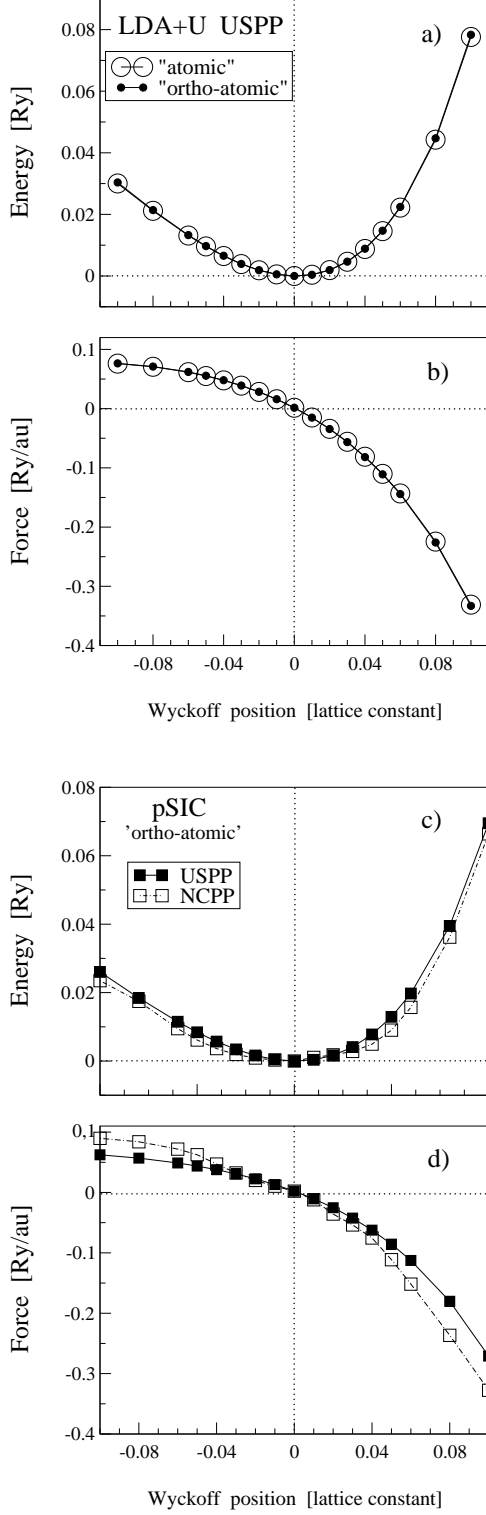 LDA+U USPP
a)
"atomic"
"ortho-atomic"
Energy [Ry]
0.08
0.06
0.04
0.02
0
b)
Force [Ry/au]
0.1
0
-0.1
-0.2
-0.3
-0.4
-0.08 -0.04 0 0.04 0.08
Wyckoff position [lattice constant]
pSIC
'ortho-atomic'
c)
USPP
NCPP
Energy [Ry]
0.08
0.06
0.04
0.02
0
d)
Force [Ry/au]
0.1
0
-0.1
-0.2
-0.3
-0.4
-0.08 -0.04 0 0.04 0.08
Wyckoff position [lattice constant]